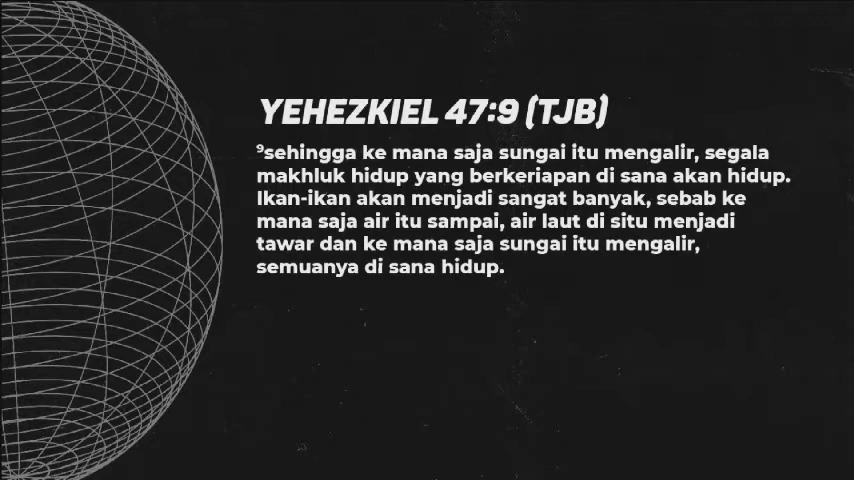 YEHEZKIEL 47:9 (TJB)
⁹sehingga ke mana saja sungai itu mengalir, segala
makhluk hidup yang berkeriapan di sana akan hidup.
Ikan-ikan akan menjadi sangat banyak, sebab ke
mana saja air itu sampai, air laut di situ menjadi
tawar dan ke mana saja sungai itu mengalir,
semuanya di sana hidup.